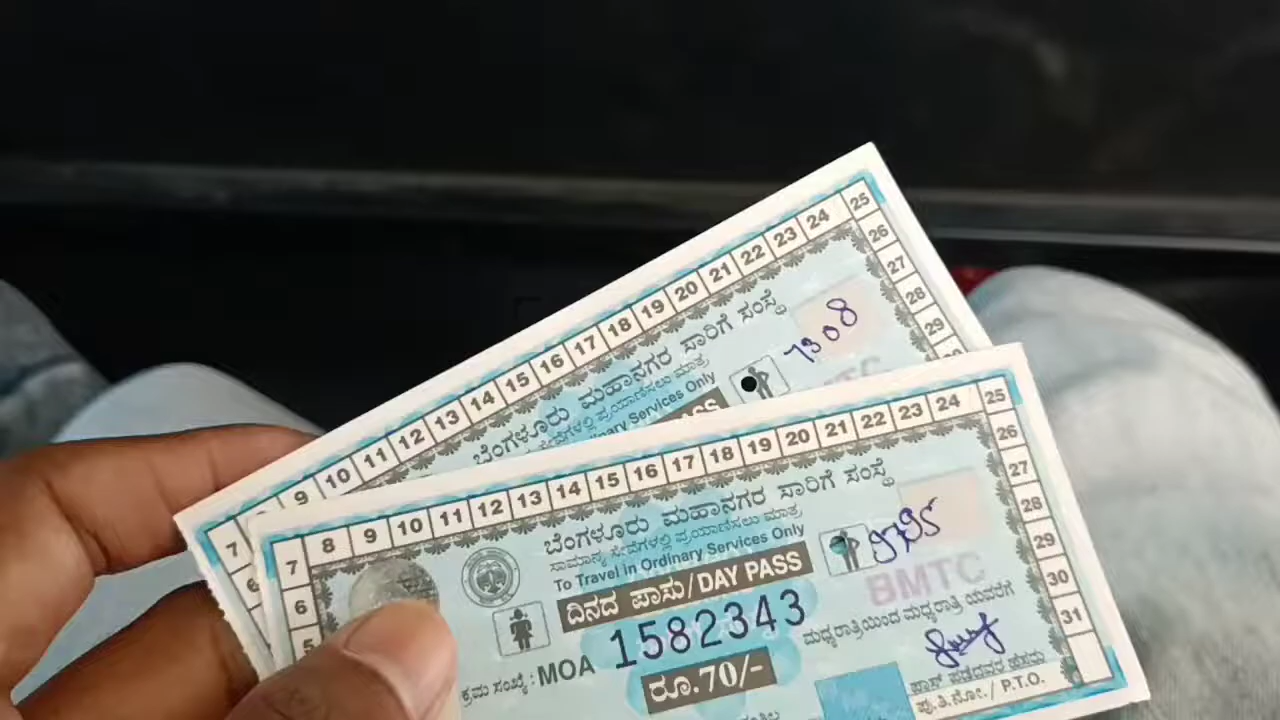 7 9 10 11 12 13 14 15 16 17 18 19 20 21 22 23 24 25
26
27
28
29
ಬೆಂಗಳೂರು ಮಹಾನಗರ ಸಾರಿಗೆ ಸಂಸ್ಥೆ
ಸೇವೆಗಳಲ್ಲಿ ಪ್ರಯಾಣಿಸಲು ಮಾತ್ರ
Services Only
7308
7 8 9 10 11 12 13 14 15 16 17 18 19 20 21 22 23 24 25
6
5
26
27
28
29
30
31
ಬೆಂಗಳೂರು ಮಹಾನಗರ ಸಾರಿಗೆ ಸಂಸ್ಥೆ
ಸಾಮಾನ್ಯ ಸೇವೆಗಳಲ್ಲಿ ಪ್ರಯಾಣಿಸಲು ಮಾತ್ರ
To Travel in Ordinary Services Only
ದಿನದ ಪಾಸು/DAY PASS
BMTC
ಕ್ರಮ ಸಂಖ್ಯೆ : MOA 1582343
ಮಧ್ಯರಾತ್ರಿಯಿಂದ ಮಧ್ಯರಾತ್ರಿಯವರೆಗೆ
ರೂ.70/-
ಪಾಸ್ ಪಡೆದವರ ಹೆಸರು
ಪು.ತಿ.ನೋ./ P.T.O.